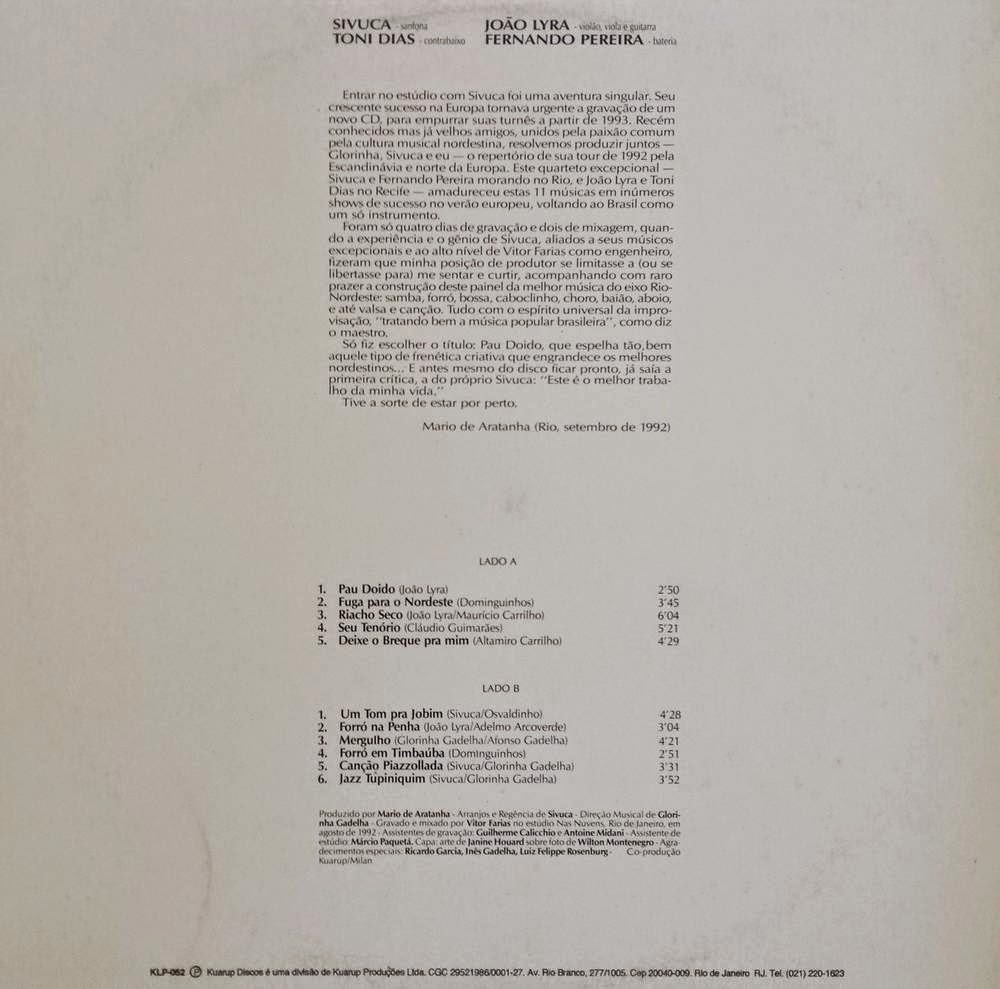 SIVUCA - sanfona
TONI DIAS - contrabaixo
JOÃO LYRA - violão, viola e guitarra
FERNANDO PEREIRA - bateria
Entrar no estúdio com Sivuca foi uma aventura singular. Seu
crescente sucesso na Europa tornava urgente a gravação de um
novo CD, para empurrar suas turnês a partir de 1993. Recém
conhecidos mas já velhos amigos, unidos pela paixão comum
pela cultura musical nordestina, resolvemos produzir juntos —
Glorinha, Sivuca e eu — o repertório de sua tour de 1992 pela
Escandinávia e norte da Europa. Este quarteto excepcional —
Sivuca e Fernando Pereira morando no Rio, e João Lyra e Toni
Dias no Recife — amadureceu estas 11 músicas em inúmeros
shows de sucesso no verão europeu, voltando ao Brasil como
um só instrumento.
Foram só quatro dias de gravação e dois de mixagem, quan-
do a experiência e o gênio de Sivuca, aliados a seus músicos
excepcionais e ao alto nível de Vitor Farias como engenheiro,
fizeram que minha posição de produtor se limitasse a (ou se
libertasse para) me sentar e curtir, acompanhando com raro
prazer a construção deste painel da melhor música do eixo Rio-
Nordeste: samba, forró, bossa, caboclinho, choro, baião, aboio,
e até valsa e canção. Tudo com o espírito universal da impro-
visação, "tratando bem a música popular brasileira", como diz
o maestro.
Só fiz escolher o título: Pau Doido, que espelha tão bem
aquele tipo de frenética criativa que engrandece os melhores
nordestinos... E antes mesmo do disco ficar pronto, já saía a
primeira crítica, a do próprio Sivuca: "Este é o melhor traba-
lho da minha vida."
Tive a sorte de estar por perto.
Mario de Aratanha (Rio, setembro de 1992)
LADO A
1. Pau Doido (João Lyra) 2'50
2. Fuga para o Nordeste (Dominguinhos) 3'45
3. Riacho Seco (João Lyra/Maurício Carrilho) 6'04
4. Seu Tenório (Cláudio Guimarães) 5'21
5. Deixe o Breque pra mim (Altamiro Carrilho) 4'29
LADO B
1. Um Tom pra Jobim (Sivuca/Osvaldinho) 4'28
2. Forró na Penha (João Lyra/Adelmo Arcoverde) 3'04
3. Mergulho (Glorinha Gadelha/Afonso Gadelha) 4'21
4. Forró em Timbaúba (Dominguinhos) 2'51
5. Canção Piazzollada (Sivuca/Glorinha Gadelha) 3'31
6. Jazz Tupiniquim (Sivuca/Glorinha Gadelha) 3'52
Produzido por Mario de Aratanha - Arranjos e Regência de Sivuca - Direção Musical de Glori-
nha Gadelha - Gravado e mixado por Vitor Farias no estúdio Nas Nuvens, Rio de Janeiro, em
agosto de 1992 - Assistentes de gravação: Guilherme Calicchio e Antoine Midani - Assistente de
estúdio: Márcio Paquetá. Capa: arte de Janine Houard sobre foto de Wilton Montenegro - Agra-
decimentos especiais: Ricardo Garcia, Inês Gadelha, Luiz Felippe Rosenburg - Co-produção
Kuarup/Milan
KLP-052 Ⓟ Kuarup Discos é uma divisão de Kuarup Produções Ltda. CGC 29521986/0001-27. Av. Rio Branco, 277/1005. Cep 20040-009. Rio de Janeiro RJ. Tel. (021) 220-1623